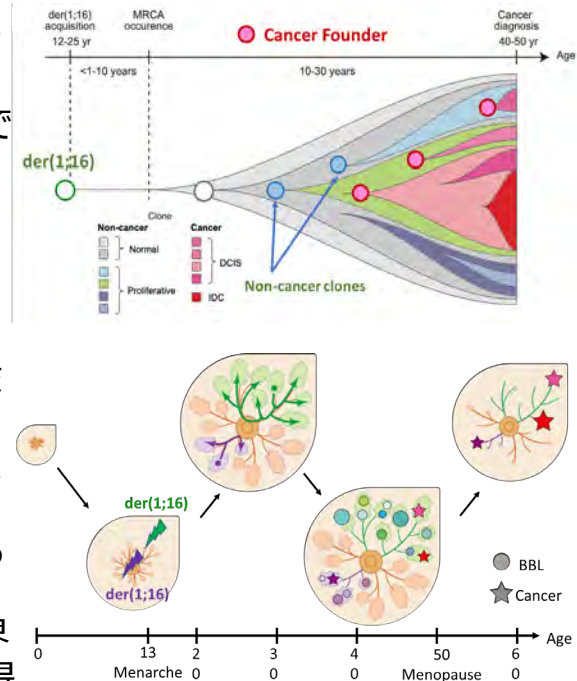 der(1;16)
acquisition
12-25 yr
MRCA
occurence
Cancer Founder
Cancer
diagnosis
40-50 yr
Age
<1-10 years
10-30 years
で
der(1;16)
Clone
Non-cancer
Normal
Proliferative
Cancer
DCIS
IDC
Non-cancer clones
der(1;16)
der(1;16)
BBL
Cancer
Age
0
13
2
0
3
0
4
0
50
6
0
Menarche
Menopause